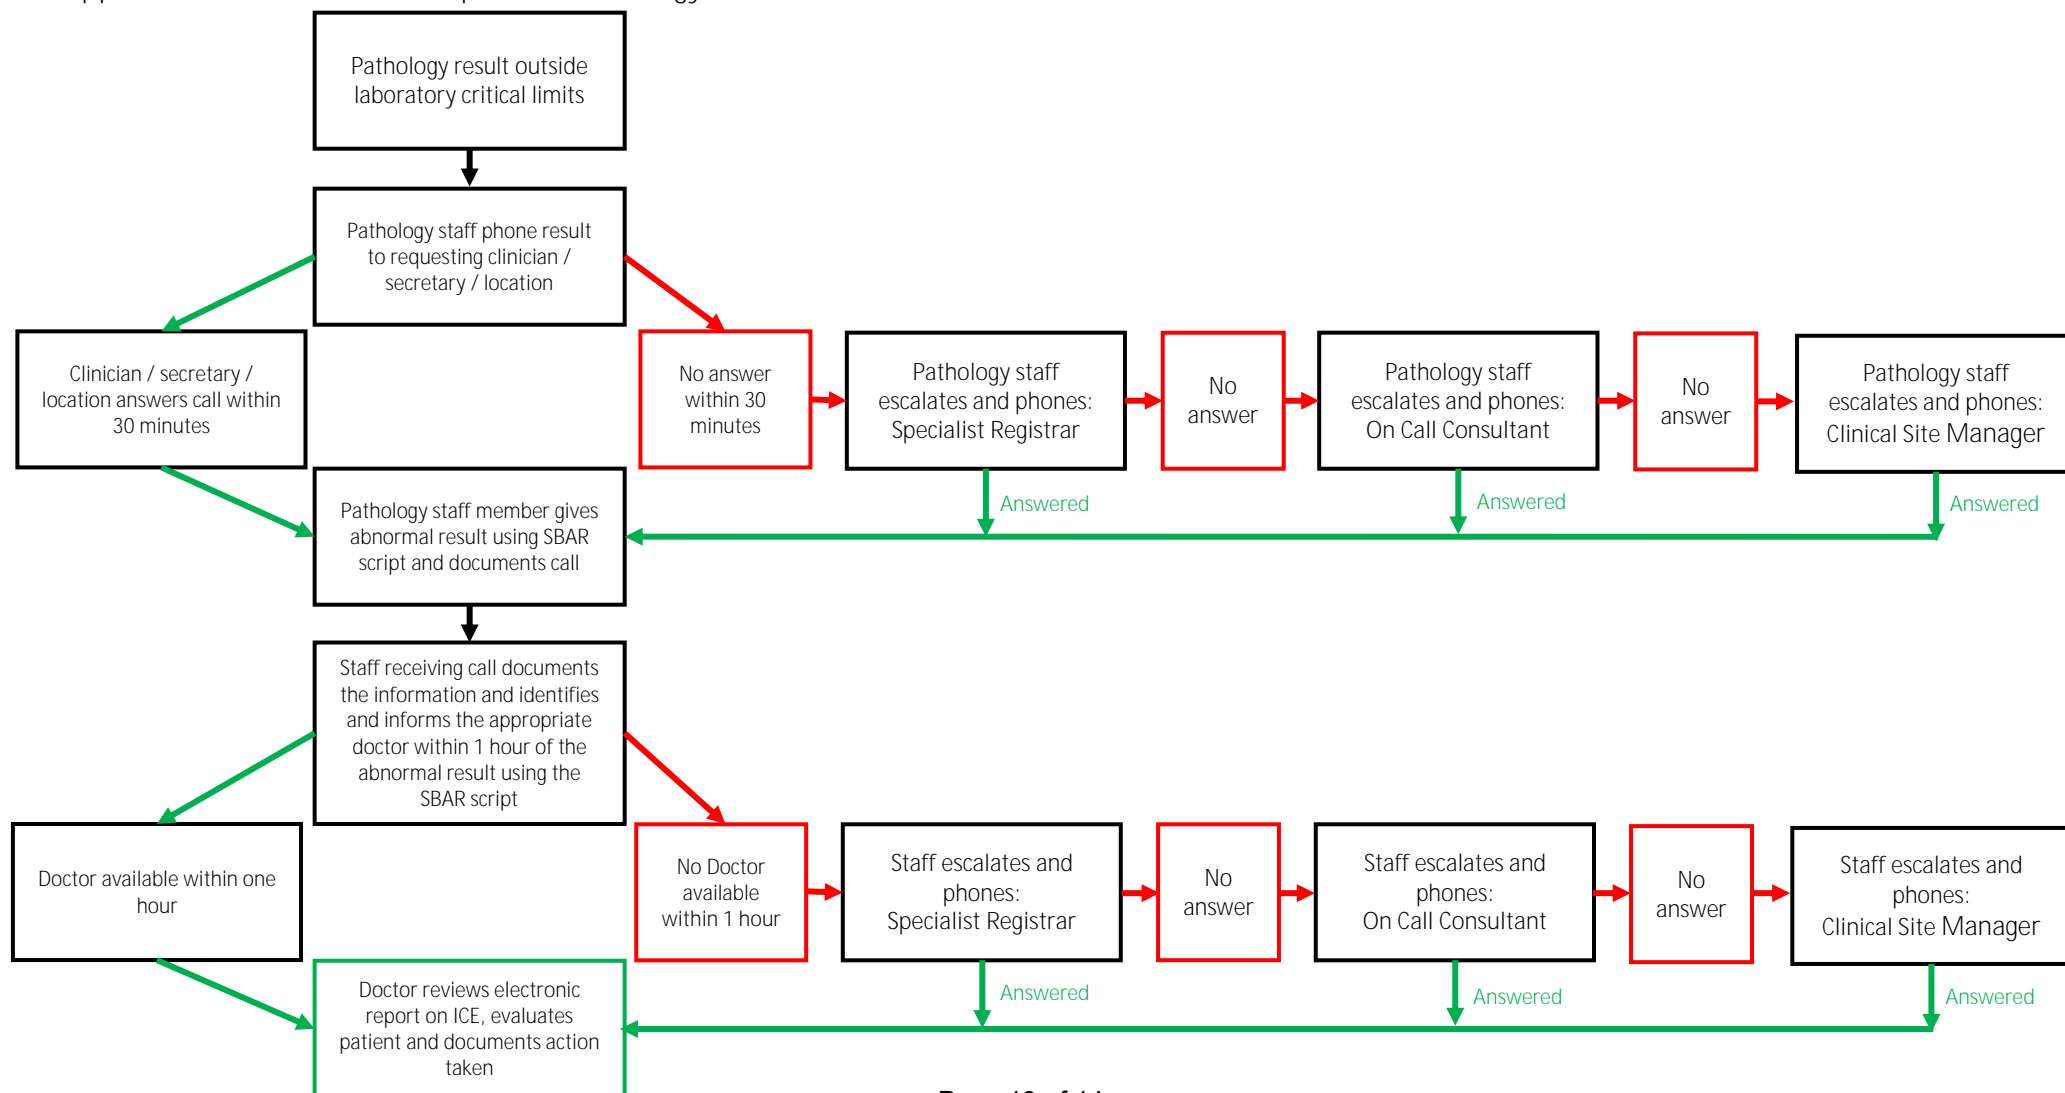 Pathology result outside
laboratory critical limits
Pathology staff phone result
to requesting clinician /
secretary / location
Clinician / secretary /
location answers call within
30 minutes
No answer
within 30
minutes
Pathology staff
escalates and phones:
Specialist Registrar
No
answer
Pathology staff
escalates and phones:
On Call Consultant
No
answer
Pathology staff
escalates and phones:
Clinical Site Manager
Answered
Answered
Answered
Pathology staff member gives
abnormal result using SBAR
script and documents call
Staff receiving call documents
the information and identifies
and informs the appropriate
doctor within 1 hour of the
abnormal result using the
SBAR script
Doctor available within one
hour
No Doctor
available
within 1 hour
Staff escalates and
phones:
Specialist Registrar
No
answer
Staff escalates and
phones:
On Call Consultant
No
answer
Staff escalates and
phones:
Clinical Site Manager
Answered
Answered
Answered
Doctor reviews electronic
report on ICE, evaluates
patient and documents action
taken